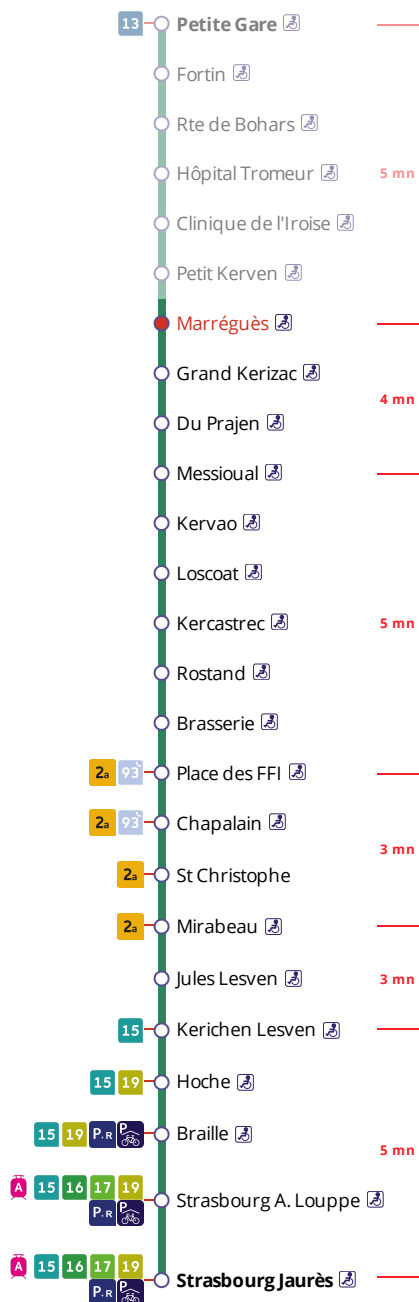 13 Petite Gare
Fortin
Rte de Bohars
Hôpital Tromeur 5 mn
Clinique de l'Iroise
Petit Kerven
Marréguès
Grand Kerizac
4 mn
Du Prajen
Messioual
Kervao
Loscoat
Kercastrec 5 mn
Rostand
Brasserie
2a 93 Place des FFI
2a 93 Chapalain
3 mn
2a St Christophe
2a Mirabeau
Jules Lesven 3 mn
15 Kerichen Lesven
15 19 Hoche
15 19 P+R P Braille
5 mn
A 15 16 17 19
Strasbourg A. Louppe
P+R P
A 15 16 17 19
Strasbourg Jaurès
P+R P